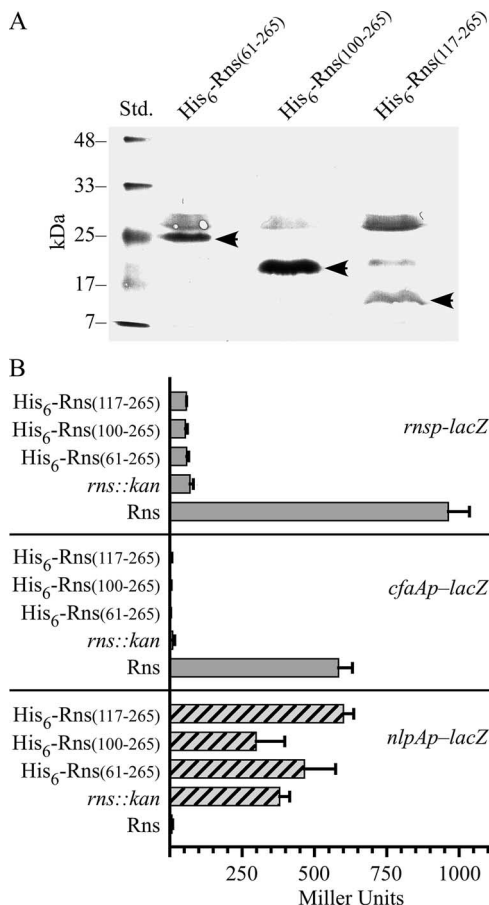 A
Std.
His6-Rns(61-265)
His6-Rns(100-265)
His6-Rns(117-265)
kDa
48–
33–
25–
17–
7–
B
His6-Rns(117-265)
His6-Rns(100-265)
rnsp-lacZ
His6-Rns(61-265)
rns::kan
Rns
His6-Rns(117-265)
His6-Rns(100-265)
cfaAp–lacZ
His6-Rns(61-265)
rns::kan
Rns
His6-Rns(117-265)
His6-Rns(100-265)
nlpAp–lacZ
His6-Rns(61-265)
rns::kan
Rns
250 500 750 1000
Miller Units